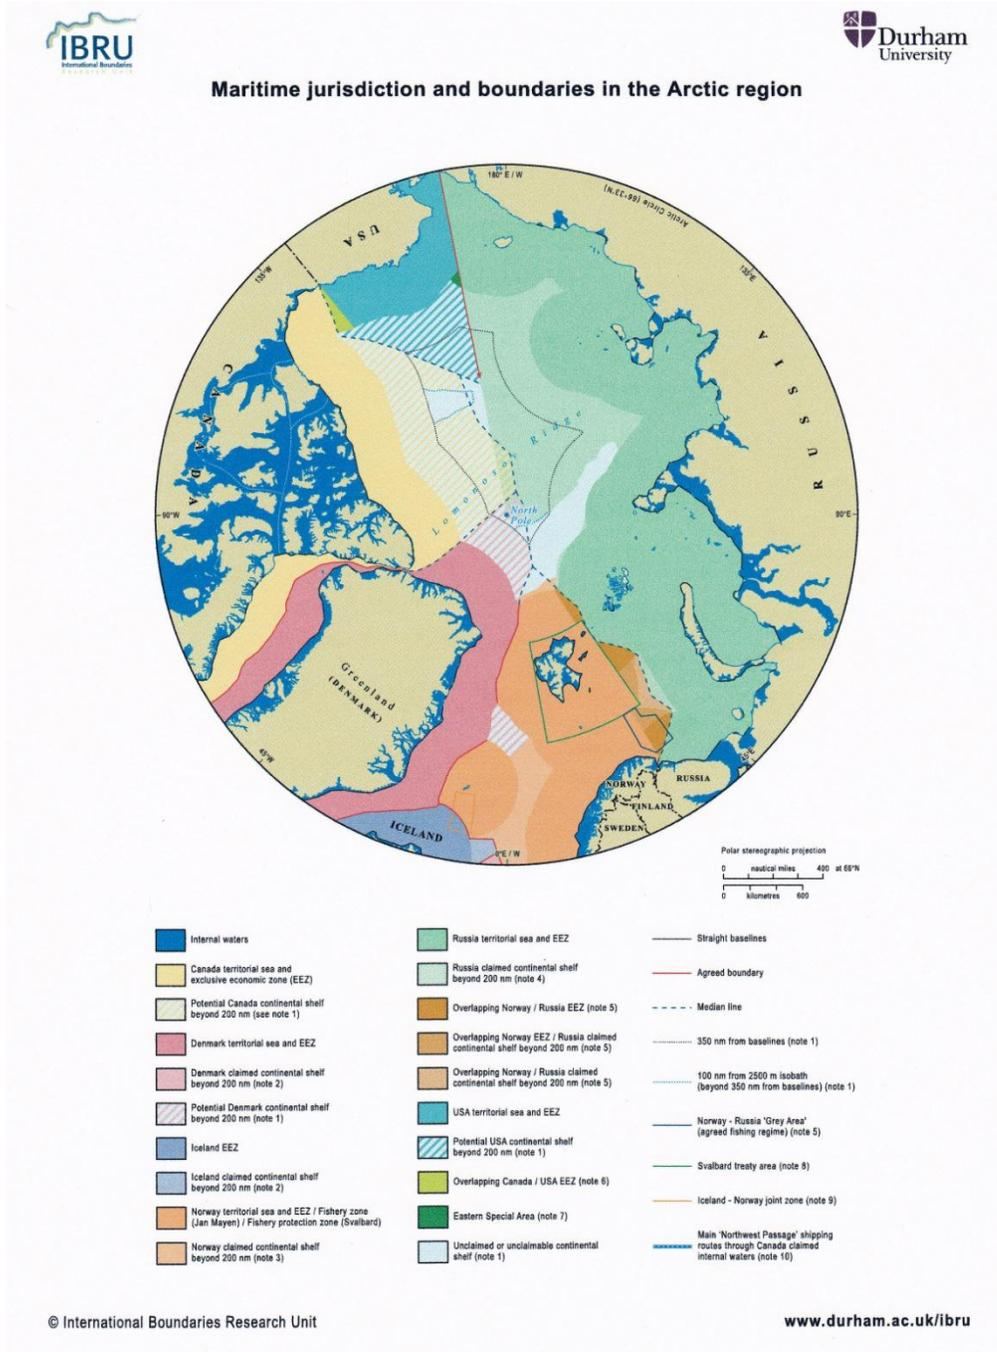 IBRU
International Boundaries
Research Unit
Durham
University
Maritime jurisdiction and boundaries in the Arctic region
180° E / W
Arctic Circle (66°33'N)
USA
135°W
135°E
CANADA
RUSSIA
Lomonosov Ridge
90°W
North
Pole
90°E
Greenland
(DENMARK)
45°W
45°E
NORWAY
RUSSIA
FINLAND
SWEDEN
ICELAND
0°E / W
Polar stereographic projection
0 nautical miles 400 at 66°N
0 kilometres 600
Internal waters
Canada territorial sea and
exclusive economic zone (EEZ)
Potential Canada continental shelf
beyond 200 nm (see note 1)
Denmark territorial sea and EEZ
Denmark claimed continental shelf
beyond 200 nm (note 2)
Potential Denmark continental shelf
beyond 200 nm (note 1)
Iceland EEZ
Iceland claimed continental shelf
beyond 200 nm (note 2)
Norway territorial sea and EEZ / Fishery zone
(Jan Mayen) / Fishery protection zone (Svalbard)
Norway claimed continental shelf
beyond 200 nm (note 3)
Russia territorial sea and EEZ
Russia claimed continental shelf
beyond 200 nm (note 4)
Overlapping Norway / Russia EEZ (note 5)
Overlapping Norway EEZ / Russia claimed
continental shelf beyond 200 nm (note 5)
Overlapping Norway / Russia claimed
continental shelf beyond 200 nm (note 5)
USA territorial sea and EEZ
Potential USA continental shelf
beyond 200 nm (note 1)
Overlapping Canada / USA EEZ (note 6)
Eastern Special Area (note 7)
Unclaimed or unclaimable continental
shelf (note 1)
Straight baselines
Agreed boundary
Median line
350 nm from baselines (note 1)
100 nm from 2500 m isobath
(beyond 350 nm from baselines) (note 1)
Norway - Russia 'Grey Area'
(agreed fishing regime) (note 5)
Svalbard treaty area (note 8)
Iceland - Norway joint zone (note 9)
Main 'Northwest Passage' shipping
routes through Canada claimed
internal waters (note 10)
© International Boundaries Research Unit
www.durham.ac.uk/ibru